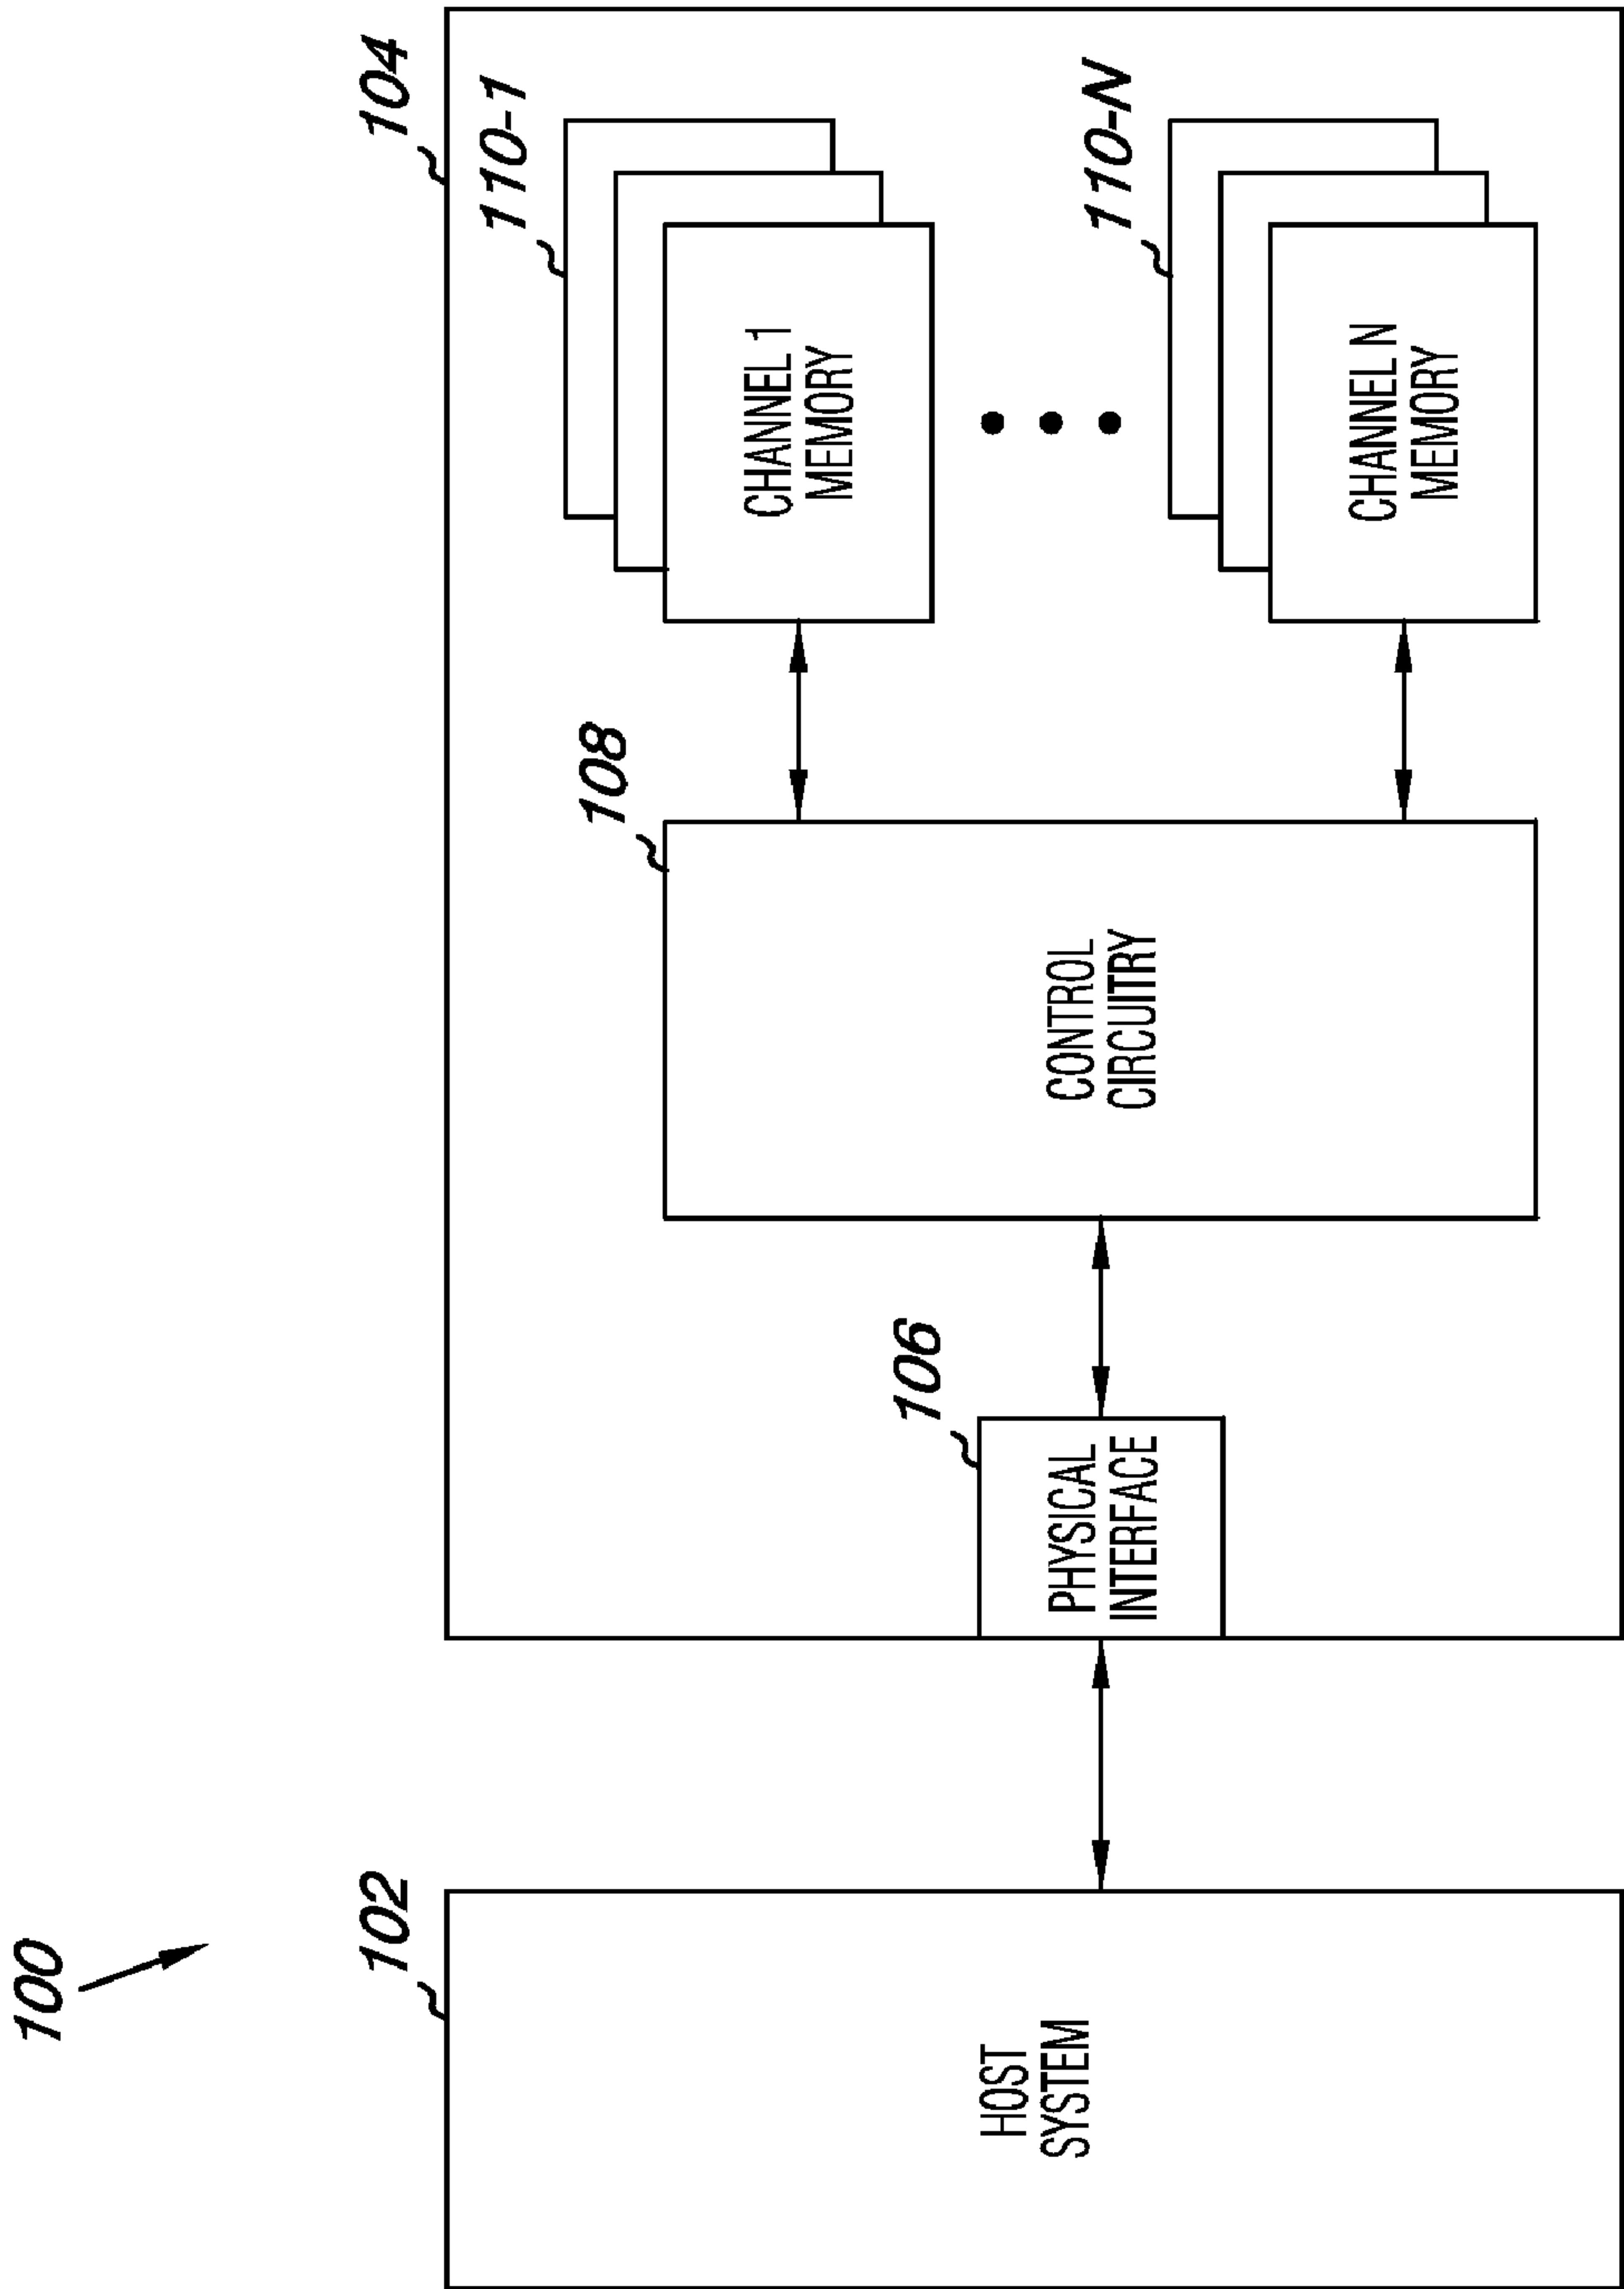 100
102
104
HOST
SYSTEM
106
PHYSICAL
INTERFACE
108
CONTROL
CIRCUITRY
110-1
CHANNEL 1
MEMORY
110-N
CHANNEL N
MEMORY